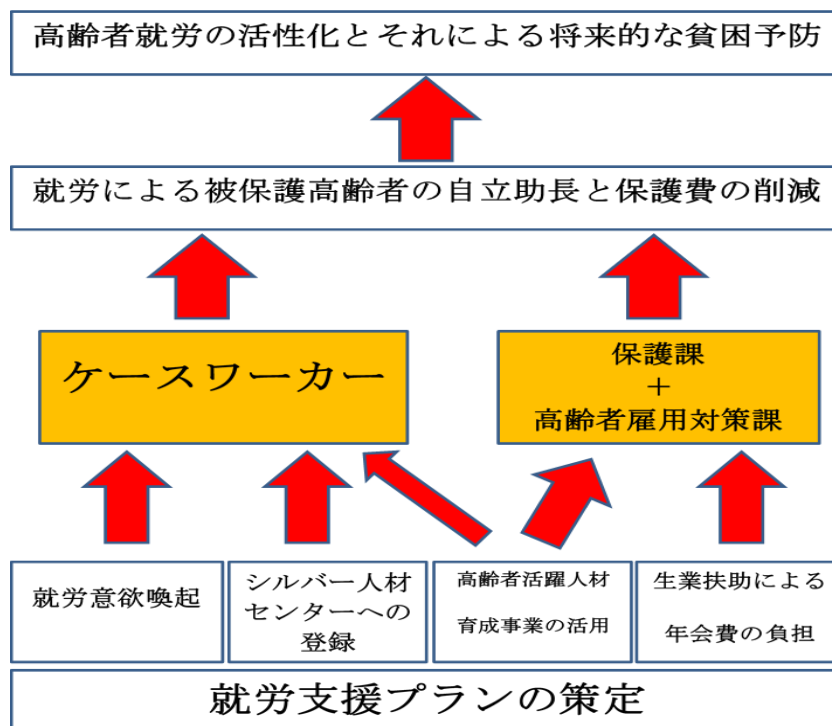 高齢者就労の活性化とそれによる将来的な貧困予防
就労による被保護高齢者の自立助長と保護費の削減
ケースワーカー
保護課
＋
高齢者雇用対策課
就労意欲喚起
シルバー人材
センターへの
登録
高齢者活躍人材
育成事業の活用
生業扶助による
年会費の負担
就労支援プランの策定